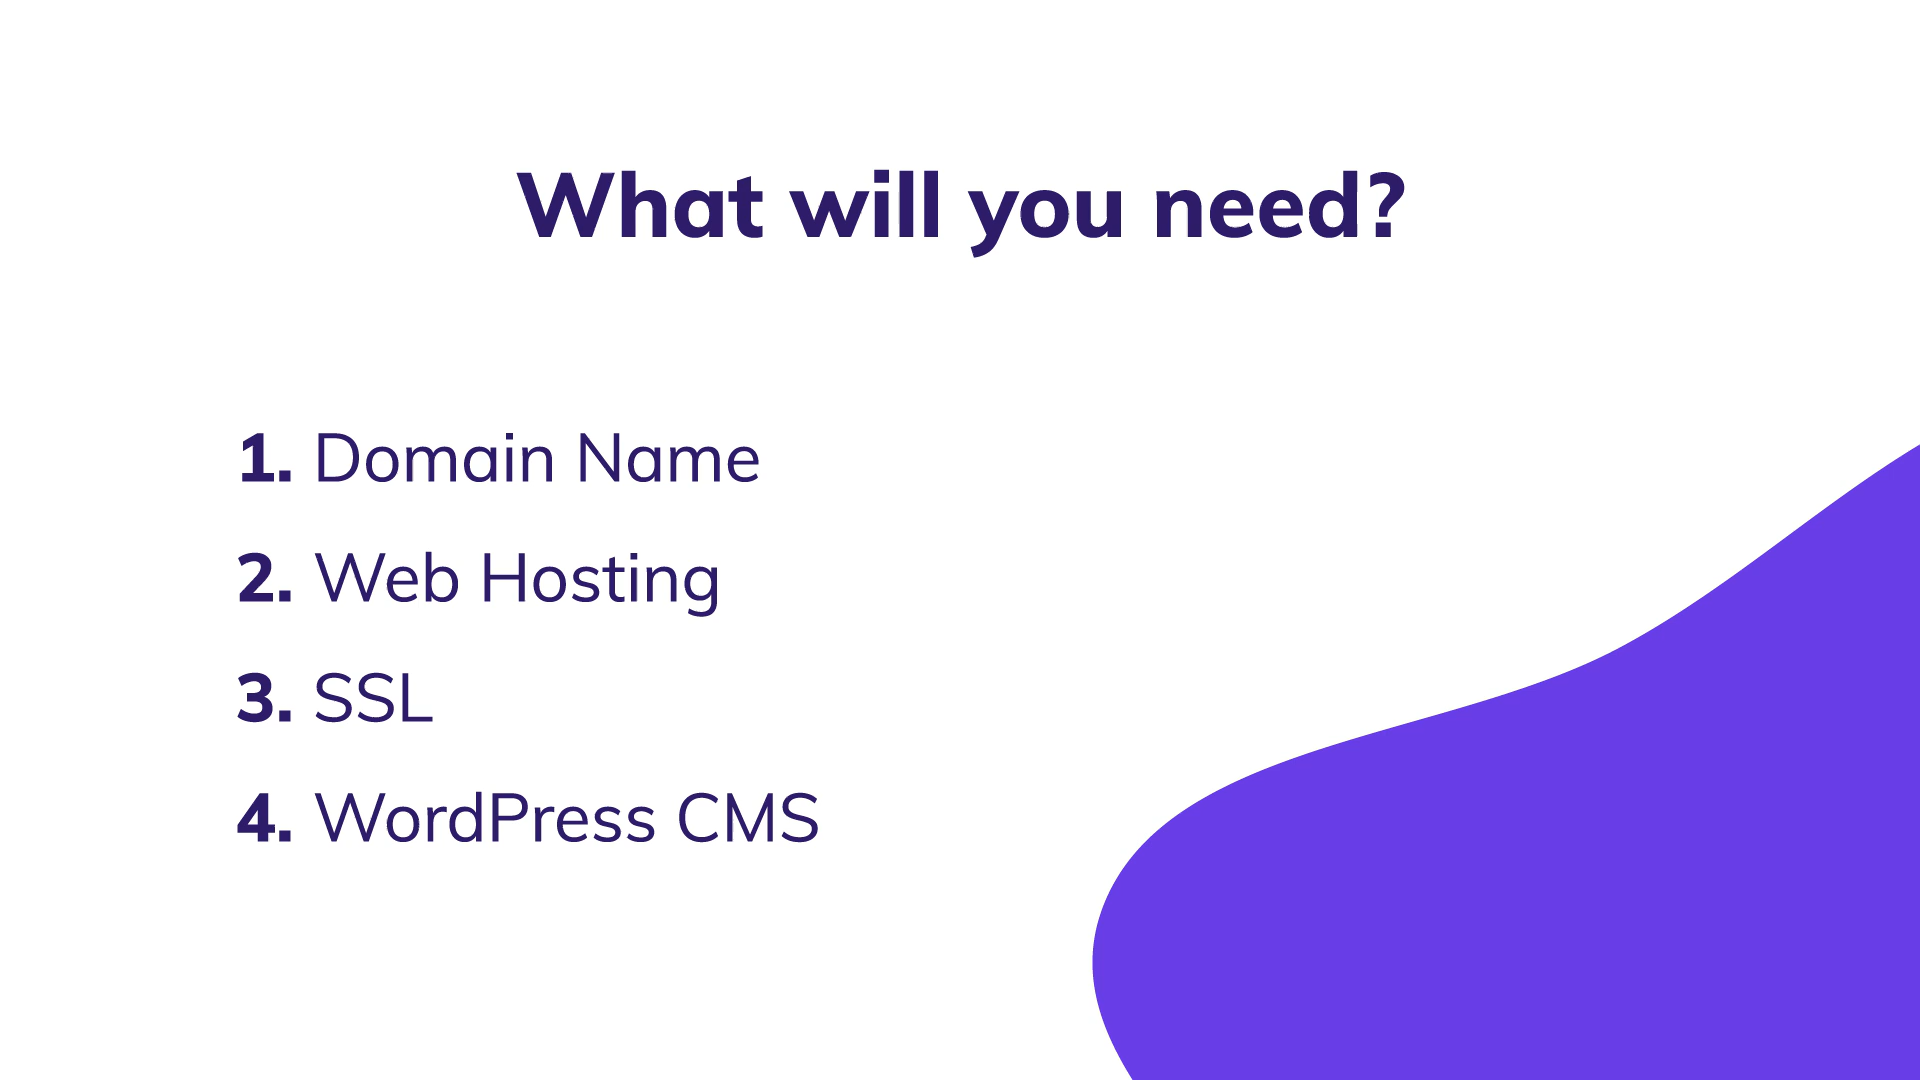 What will you need?
1. Domain Name
2. Web Hosting
3. SSL
4. WordPress CMS